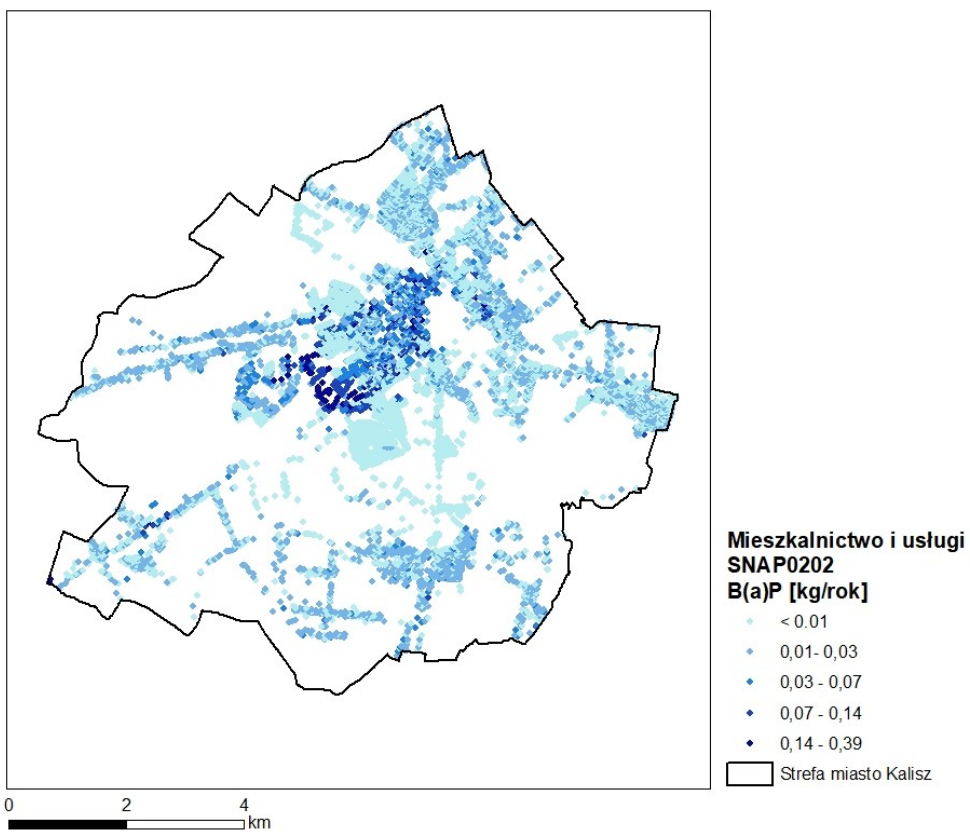 Mieszkalnictwo i usługi
SNAP0202
B(a)P [kg/rok]
< 0.01
0,01- 0,03
0,03 - 0,07
0,07 - 0,14
0,14 - 0,39
Strefa miasto Kalisz
0 2 4
km